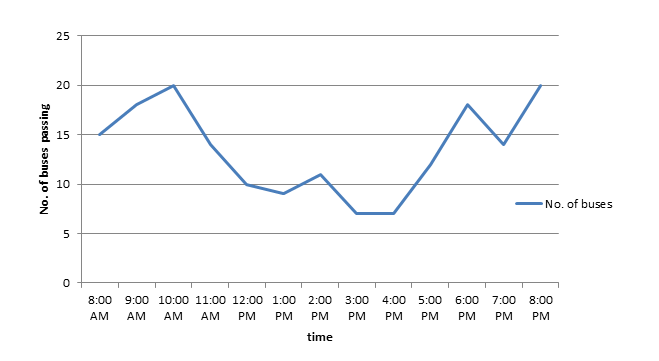 25
20
15
10
5
0
No. of buses passing
No. of buses
8:00 9:00 10:00 11:00 12:00 1:00 2:00 3:00 4:00 5:00 6:00 7:00 8:00
AM AM AM AM PM PM PM PM PM PM PM PM PM
time